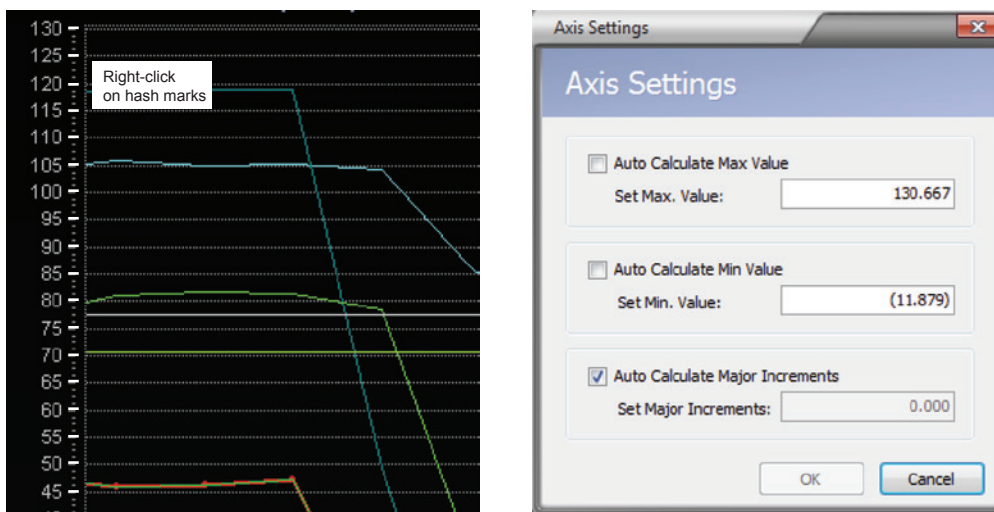 130
125
120
115
110
105
100
95
90
85
80
75
70
65
60
55
50
45
Right-click
on hash marks
Axis Settings
Axis Settings
Auto Calculate Max Value
Set Max. Value: 130.667
Auto Calculate Min Value
Set Min. Value: (11.879)
Auto Calculate Major Increments
Set Major Increments: 0.000
OK Cancel